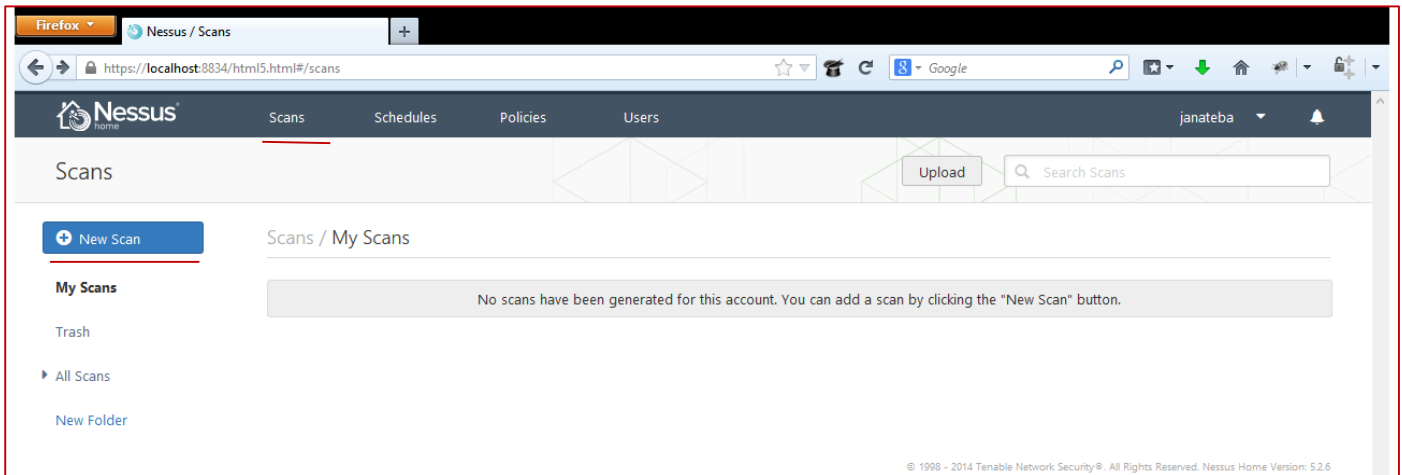 Firefox
Nessus / Scans
https://localhost:8834/html5.html#/scans
8 Google
Nessus
home
Scans Schedules Policies Users janateba
Scans Upload Search Scans
New Scan Scans / My Scans
My Scans
No scans have been generated for this account. You can add a scan by clicking the "New Scan" button.
Trash
All Scans
New Folder
© 1998 - 2014 Tenable Network Security®. All Rights Reserved. Nessus Home Version: 5.2.6